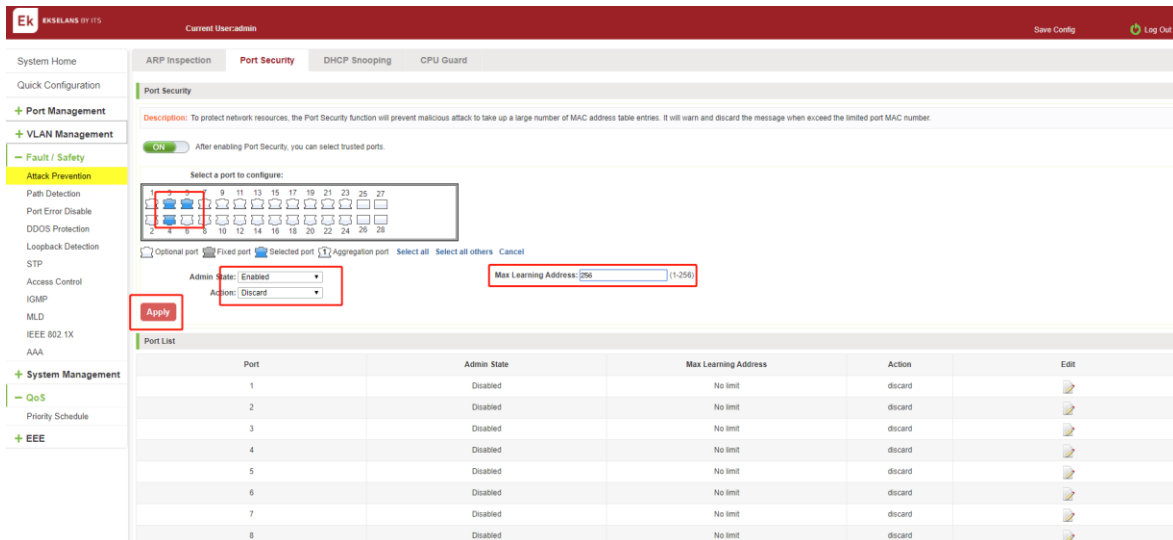 Ek EKSELANS BY ITS
Current User:admin
Save Config
Log Out
System Home
Quick Configuration
+ Port Management
+ VLAN Management
− Fault / Safety
Attack Prevention
Path Detection
Port Error Disable
DDOS Protection
Loopback Detection
STP
Access Control
IGMP
MLD
IEEE 802.1X
AAA
+ System Management
− QoS
Priority Schedule
+ EEE
ARP Inspection Port Security DHCP Snooping CPU Guard
Port Security
Description: To protect network resources, the Port Security function will prevent malicious attack to take up a large number of MAC address table entries. It will warn and discard the message when exceed the limited port MAC number.
ON After enabling Port Security, you can select trusted ports.
Select a port to configure:
1 3 5 7 9 11 13 15 17 19 21 23 25 27
2 4 6 8 10 12 14 16 18 20 22 24 26 28
Optional port Fixed port Selected port 1 Aggregation port Select all Select all others Cancel
Admin State: Enabled Max Learning Address: 256 (1-256)
Action: Discard
Apply
Port List
Port Admin State Max Learning Address Action Edit
1 Disabled No limit discard
2 Disabled No limit discard
3 Disabled No limit discard
4 Disabled No limit discard
5 Disabled No limit discard
6 Disabled No limit discard
7 Disabled No limit discard
8 Disabled No limit discard